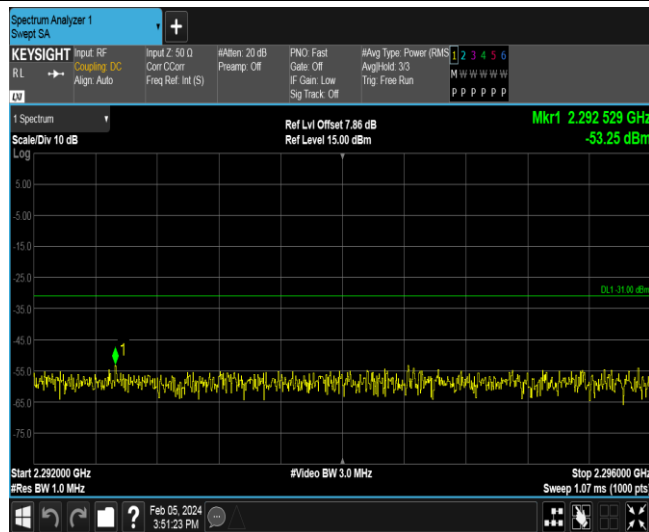 Spectrum Analyzer 1
Swept SA
+
KEYSIGHT
RL
LXI
Input: RF
Coupling: DC
Align: Auto
Input Z: 50 Ω
Corr CCorr
Freq Ref: Int (S)
#Atten: 20 dB
Preamp: Off
PNO: Fast
Gate: Off
IF Gain: Low
Sig Track: Off
#Avg Type: Power (RMS
Avg|Hold: 3/3
Trig: Free Run
1 2 3 4 5 6
M W W W W W
P P P P P P
1 Spectrum
Scale/Div 10 dB
Log
Ref Lvl Offset 7.86 dB
Ref Level 15.00 dBm
Mkr1 2.292 529 GHz
-53.25 dBm
5.00
-5.00
-15.0
-25.0
DL1 -31.00 dBm
-35.0
-45.0
1
-55.0
-65.0
-75.0
Start 2.292000 GHz
#Video BW 3.0 MHz
Stop 2.296000 GHz
#Res BW 1.0 MHz
Sweep 1.07 ms (1000 pts)
?
Feb 05, 2024
3:51:23 PM